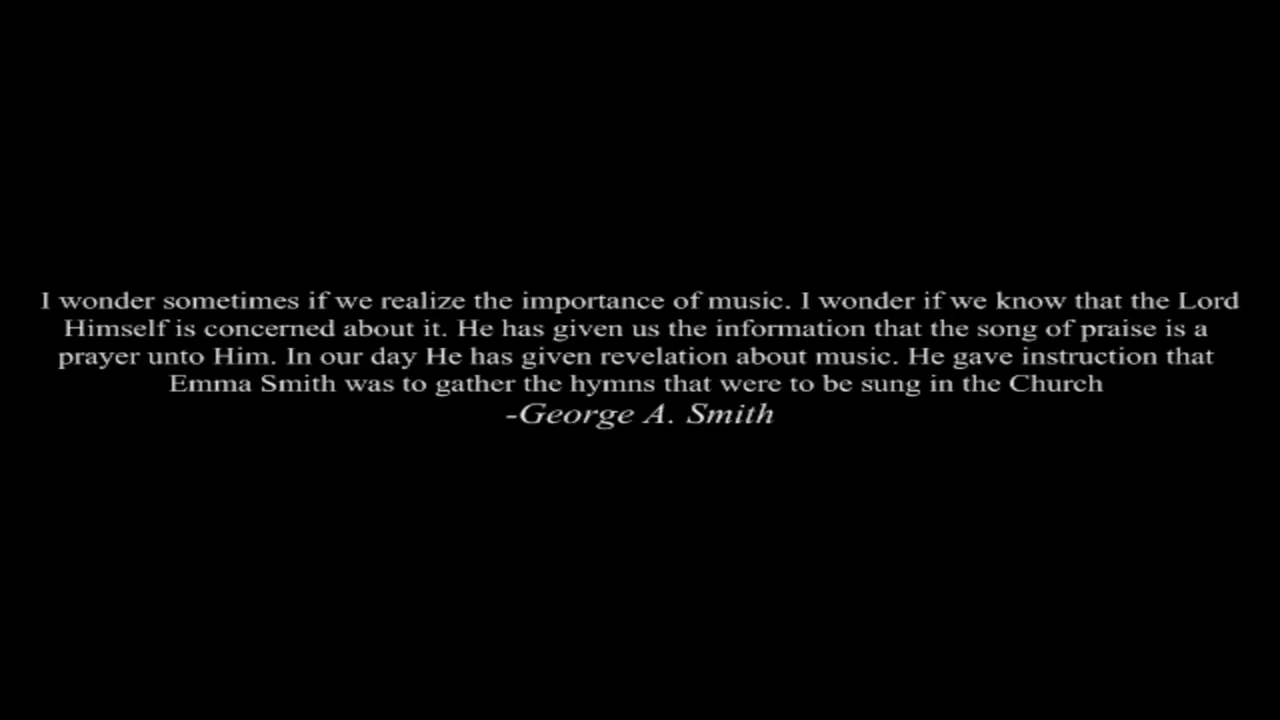 I wonder sometimes if we realize the importance of music. I wonder if we know that the Lord
Himself is concerned about it. He has given us the information that the song of praise is a
prayer unto Him. In our day He has given revelation about music. He gave instruction that
Emma Smith was to gather the hymns that were to be sung in the Church
-George A. Smith